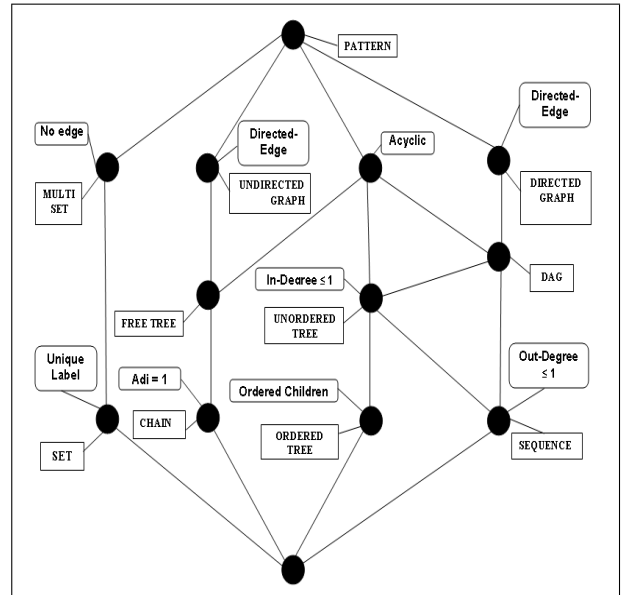 PATTERN
No edge
MULTI
SET
Directed-
Edge
UNDIRECTED
GRAPH
Acyclic
Directed-
Edge
DIRECTED
GRAPH
DAG
In-Degree ≤ 1
UNORDERED
TREE
FREE TREE
Unique
Label
SET
Adi = 1
CHAIN
Ordered Children
ORDERED
TREE
Out-Degree
≤ 1
SEQUENCE